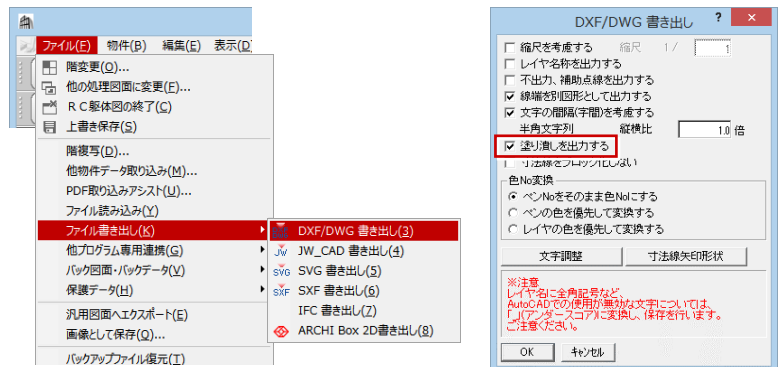 ファイル(F) 物件(B) 編集(E) 表示(D)
階変更(O)...
他の処理図面に変更(F)...
ＲＣ躯体図の終了(C)
上書き保存(S)
階複写(D)...
他物件データ取り込み(M)...
PDF取り込みアシスト(U)...
ファイル読み込み(Y)
ファイル書き出し(K)
他プログラム専用連携(G)
バック図面・バックデータ(V)
保護データ(H)
汎用図面へエクスポート(E)
画像として保存(Q)...
バックアップファイル復元(T)
DXF/DWG 書き出し(3)
JW JW_CAD 書き出し(4)
SVG SVG 書き出し(5)
SXF SXF 書き出し(6)
IFC 書き出し(7)
ARCHI Box 2D書き出し(8)
DXF/DWG 書き出し ? ×
縮尺を考慮する 縮尺 1 / 1
レイヤ名称を出力する
不出力、補助点線を出力する
線端を別図形として出力する
文字の間隔(字間)を考慮する
半角文字列 縦横比 1.0 倍
塗り潰しを出力する
寸法線をブロック化しない
色No変換
ペンNoをそのまま色Noにする
ペンの色を優先して変換する
レイヤの色を優先して変換する
文字調整 寸法線矢印形状
※注意
レイヤ名に全角記号など、
AutoCADでの使用が無効な文字については、
「_」(アンダースコア)に変換し、保存を行います。
ご注意ください。
OK キャンセル